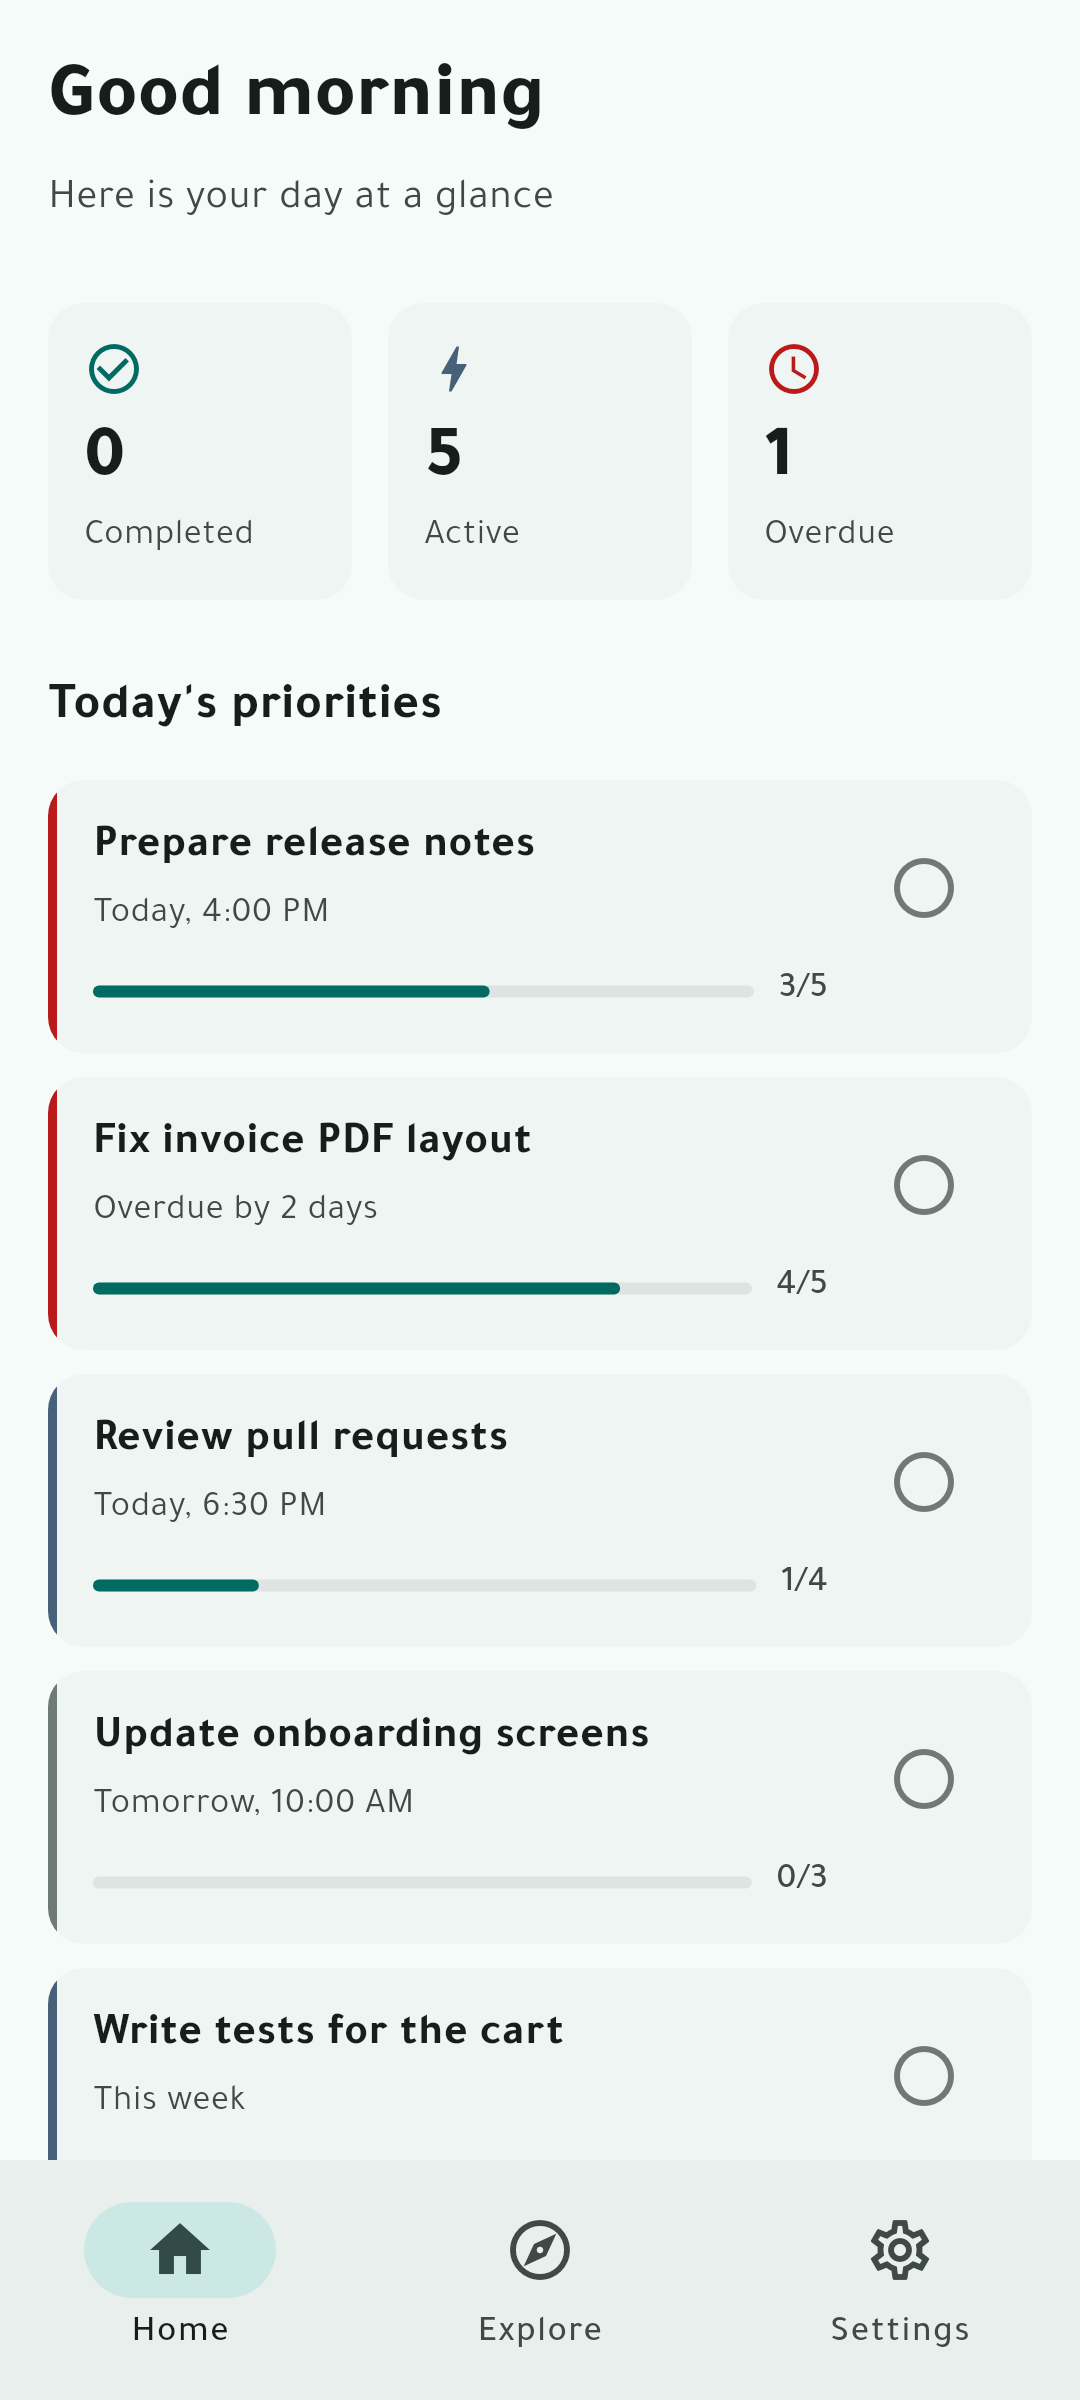 Good morning
Here is your day at a glance
0
Completed
5
Active
1
Overdue
Today's priorities
Prepare release notes
Today, 4:00 PM
3/5
Fix invoice PDF layout
Overdue by 2 days
4/5
Review pull requests
Today, 6:30 PM
1/4
Update onboarding screens
Tomorrow, 10:00 AM
0/3
Write tests for the cart
This week
Home
Explore
Settings